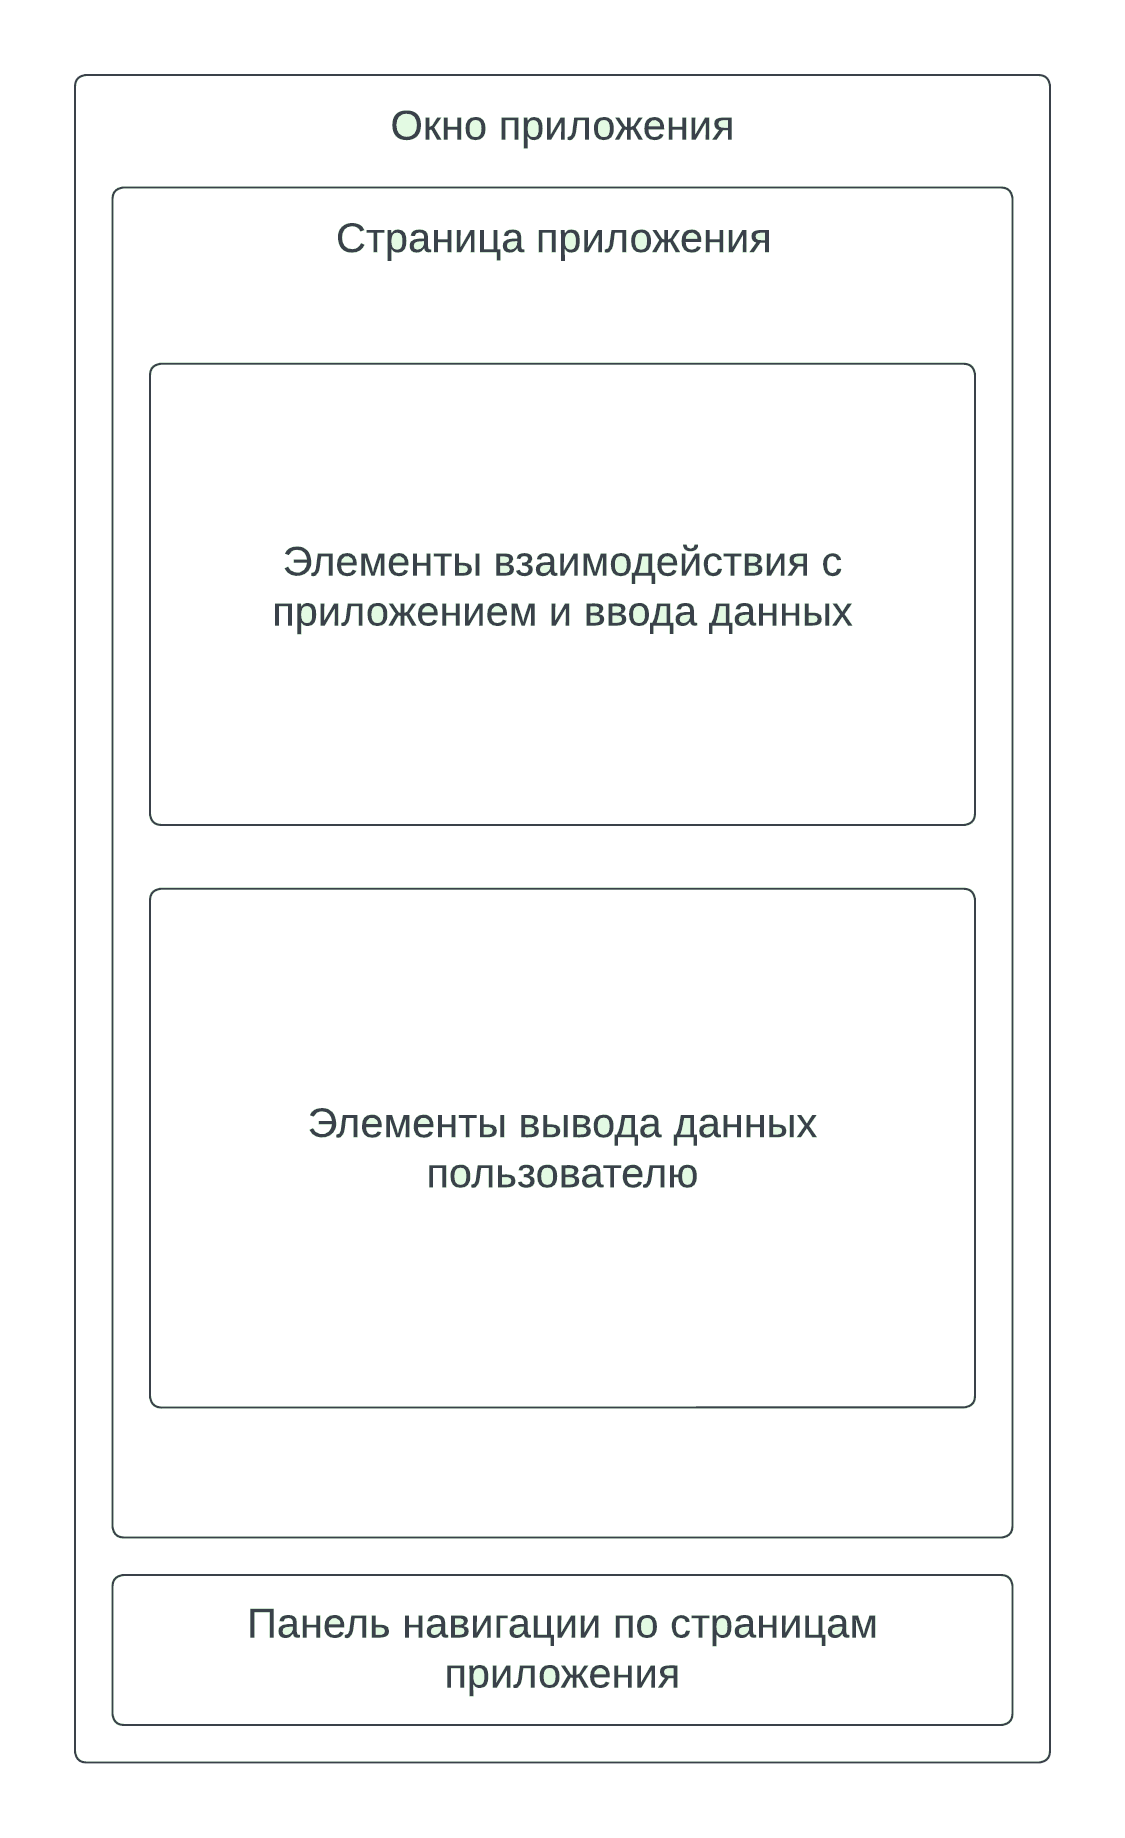 Окно приложения
Страница приложения
Элементы взаимодействия с
приложением и ввода данных
Элементы вывода данных
пользователю
Панель навигации по страницам
приложения